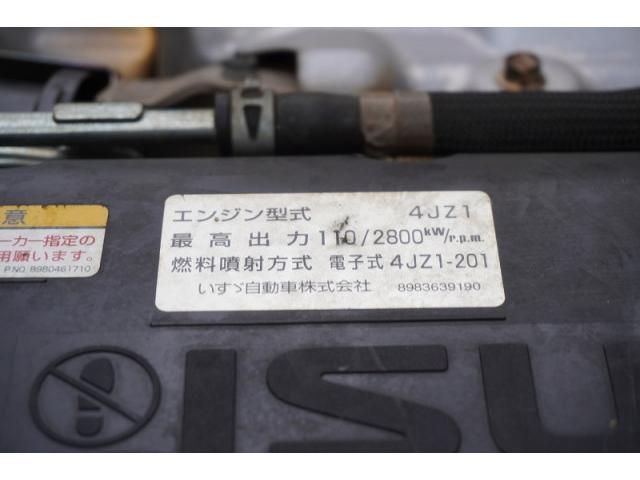 エンジン型式 4JZ1
最高出力 110/2800kW/r.p.m.
燃料噴射方式 電子式 4JZ1-201
いすゞ自動車株式会社 8983639190
意
ーカー指定の
用願います。
P.NO. 8980461710
ISU